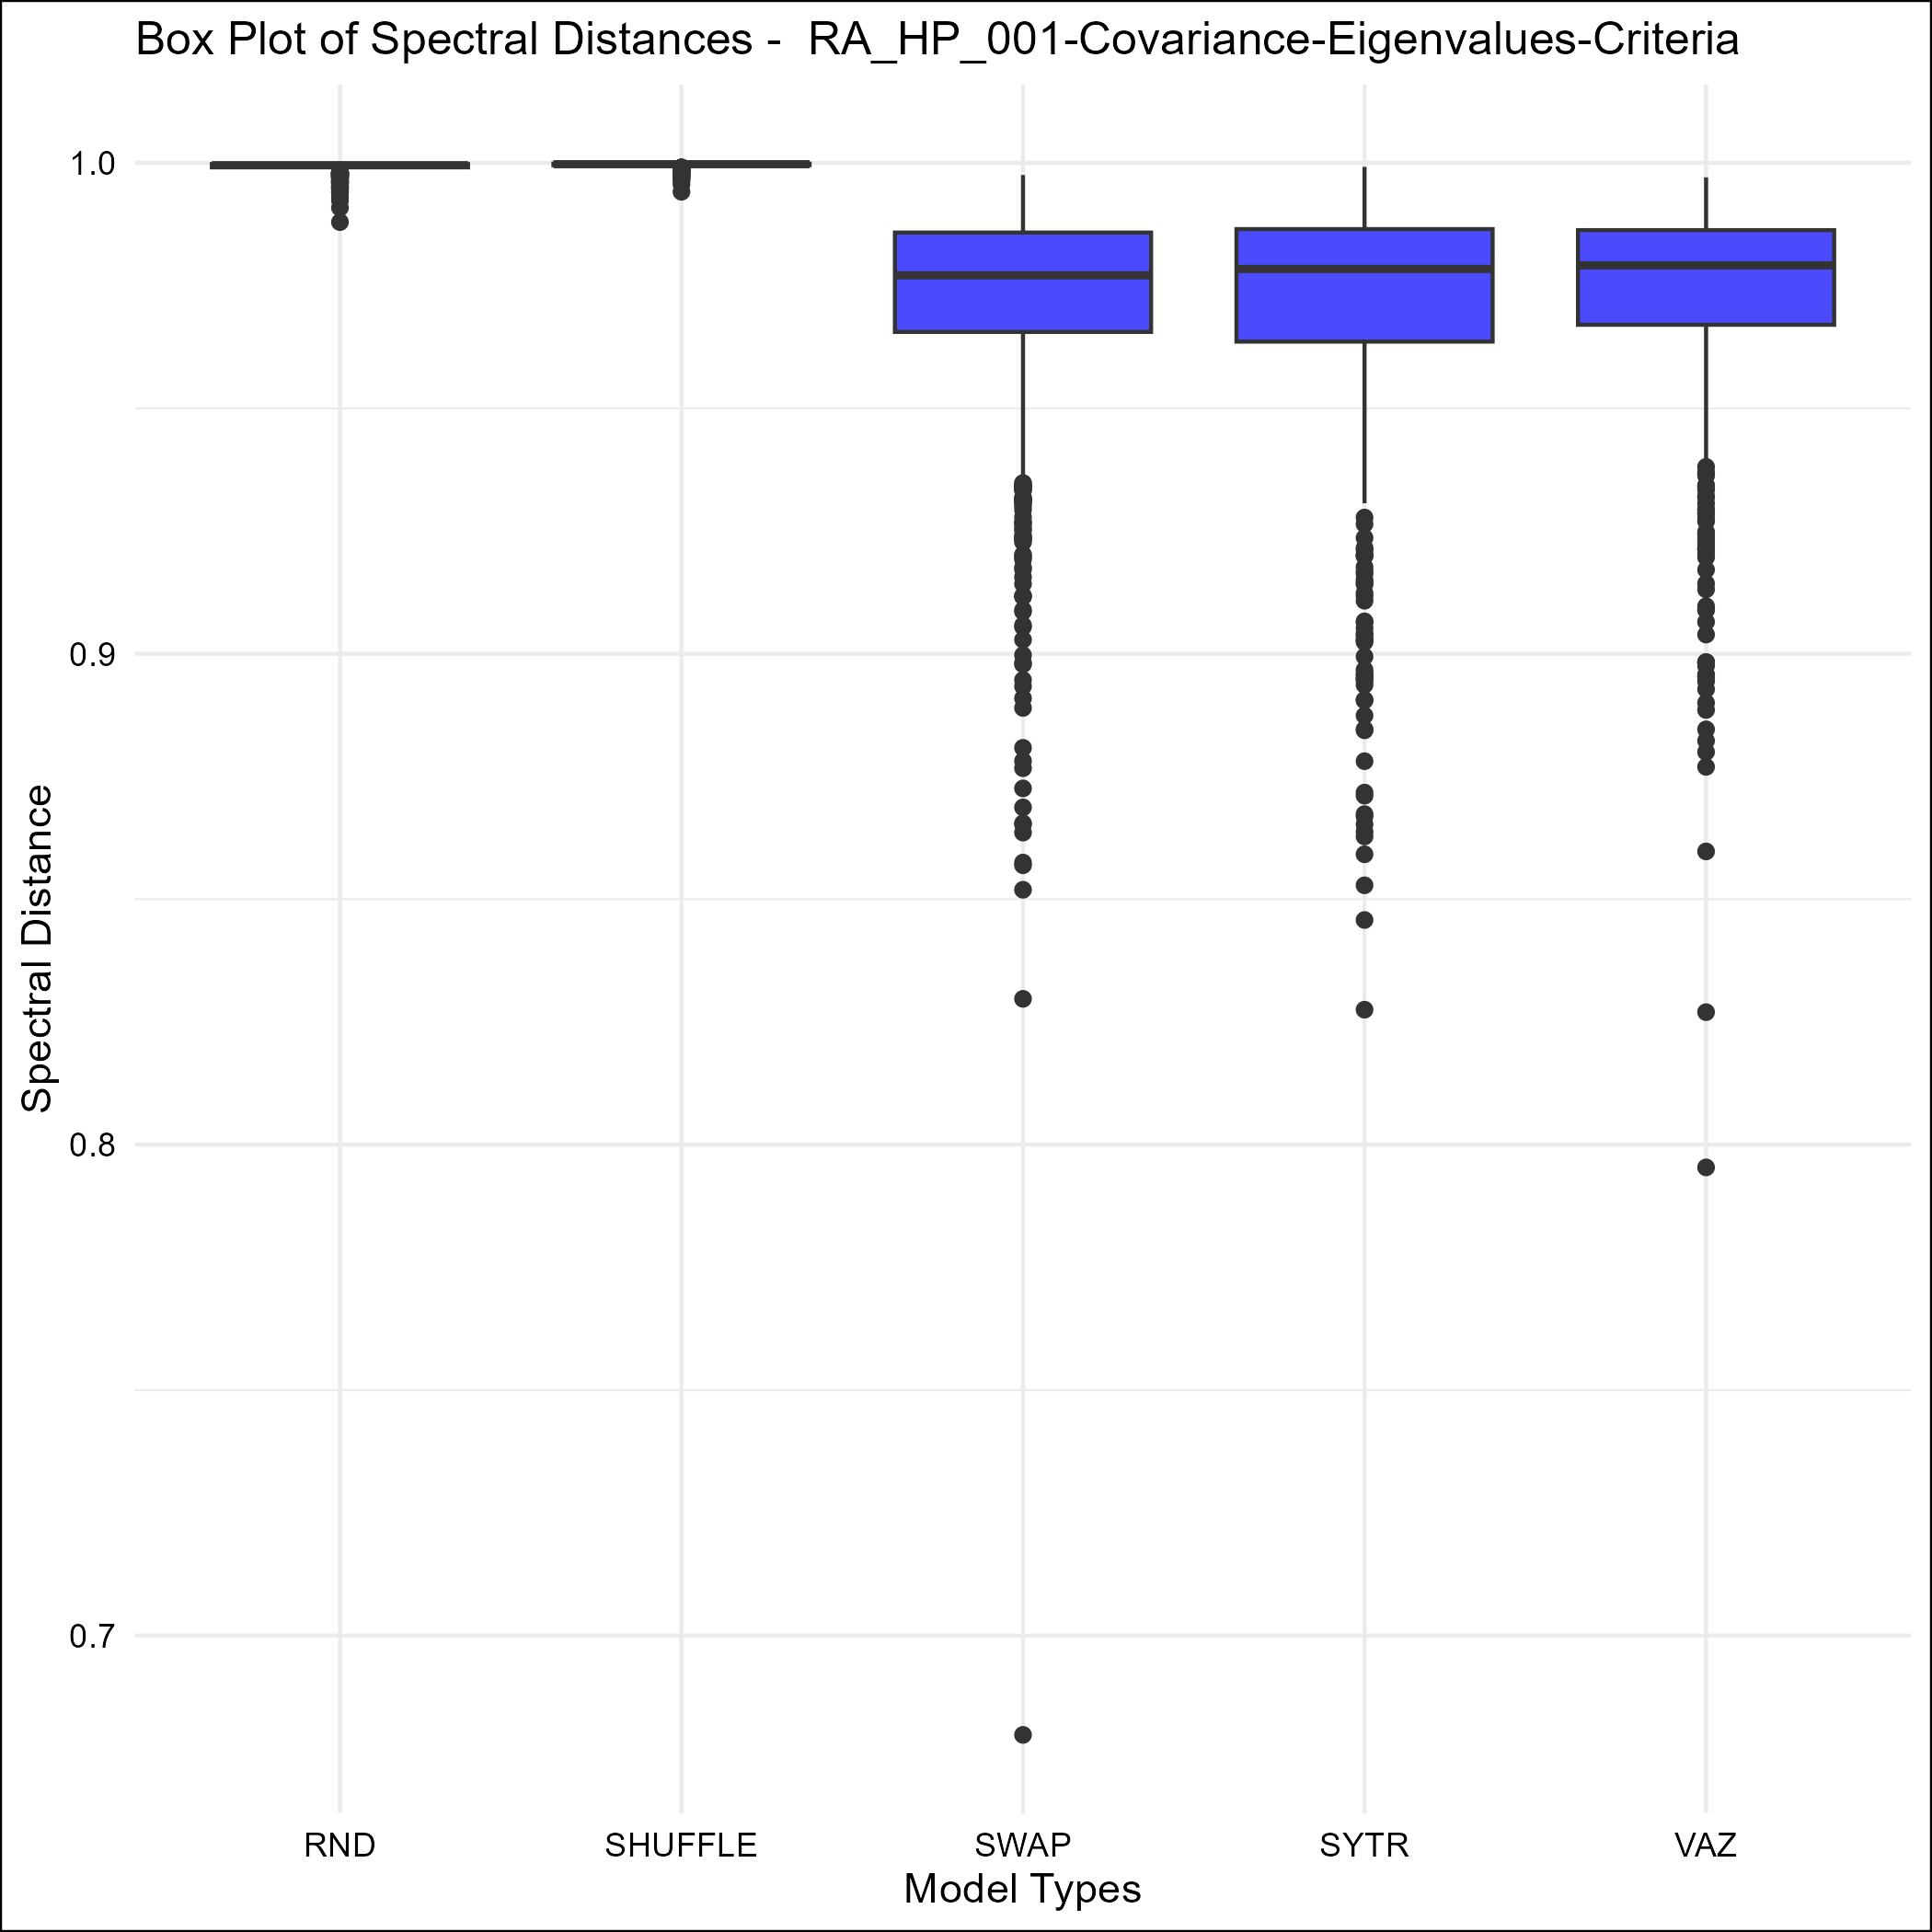 Box Plot of Spectral Distances -  RA_HP_001-Covariance-Eigenvalues-Criteria
1.0
0.9
0.8
0.7
Spectral Distance
RND
SHUFFLE
SWAP
SYTR
VAZ
Model Types